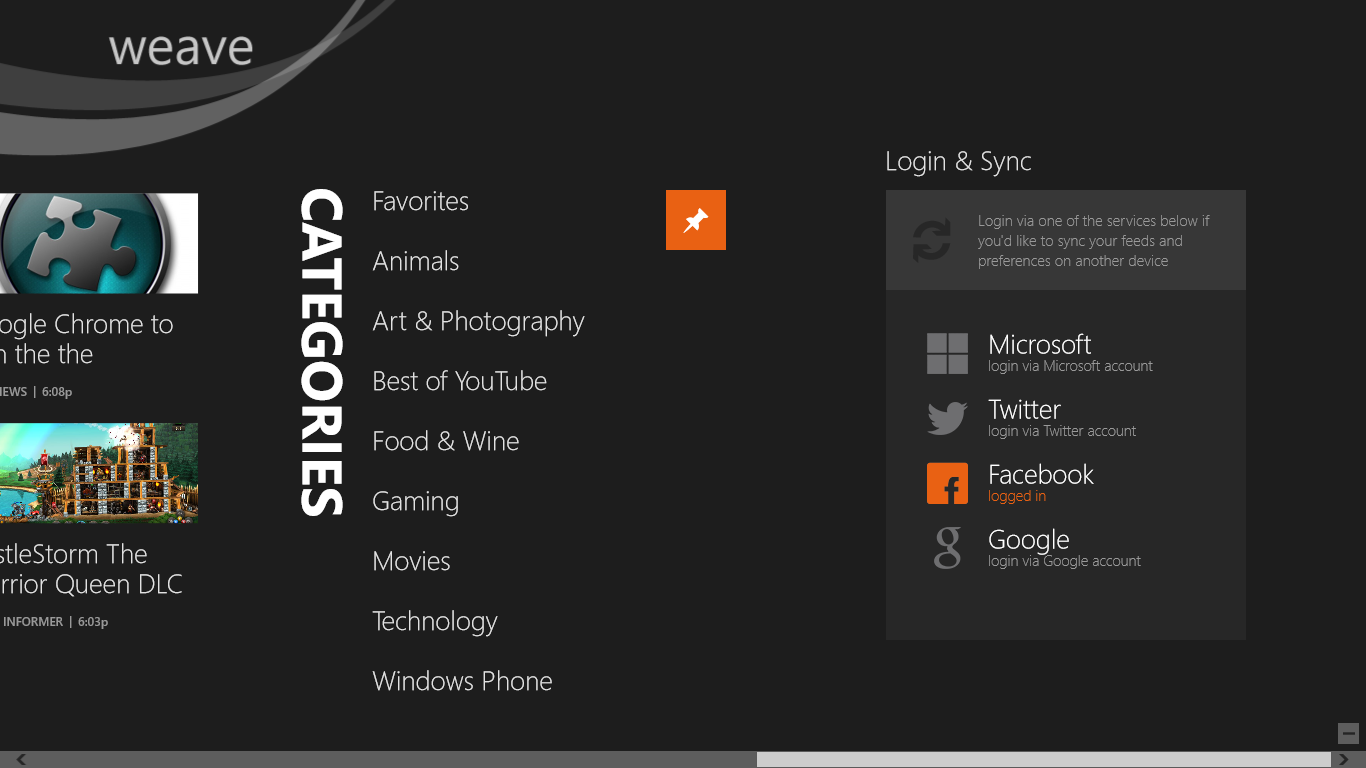 weave
ogle Chrome to
n the the
EWS | 6:08p
stleStorm The
rrior Queen DLC
INFORMER | 6:03p
CATEGORIES
Favorites
Animals
Art & Photography
Best of YouTube
Food & Wine
Gaming
Movies
Technology
Windows Phone
Login & Sync
Login via one of the services below if
you'd like to sync your feeds and
preferences on another device
Microsoft
login via Microsoft account
Twitter
login via Twitter account
Facebook
logged in
Google
login via Google account